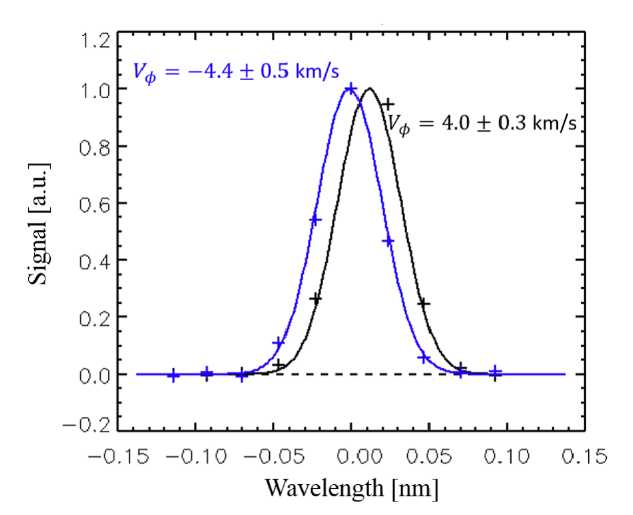 1.2
V_ϕ = −4.4 ± 0.5 km/s
1.0
V_ϕ = 4.0 ± 0.3 km/s
0.8
0.6
0.4
0.2
0.0
−0.2
Signal [a.u.]
−0.15 −0.10 −0.05 0.00 0.05 0.10 0.15
Wavelength [nm]